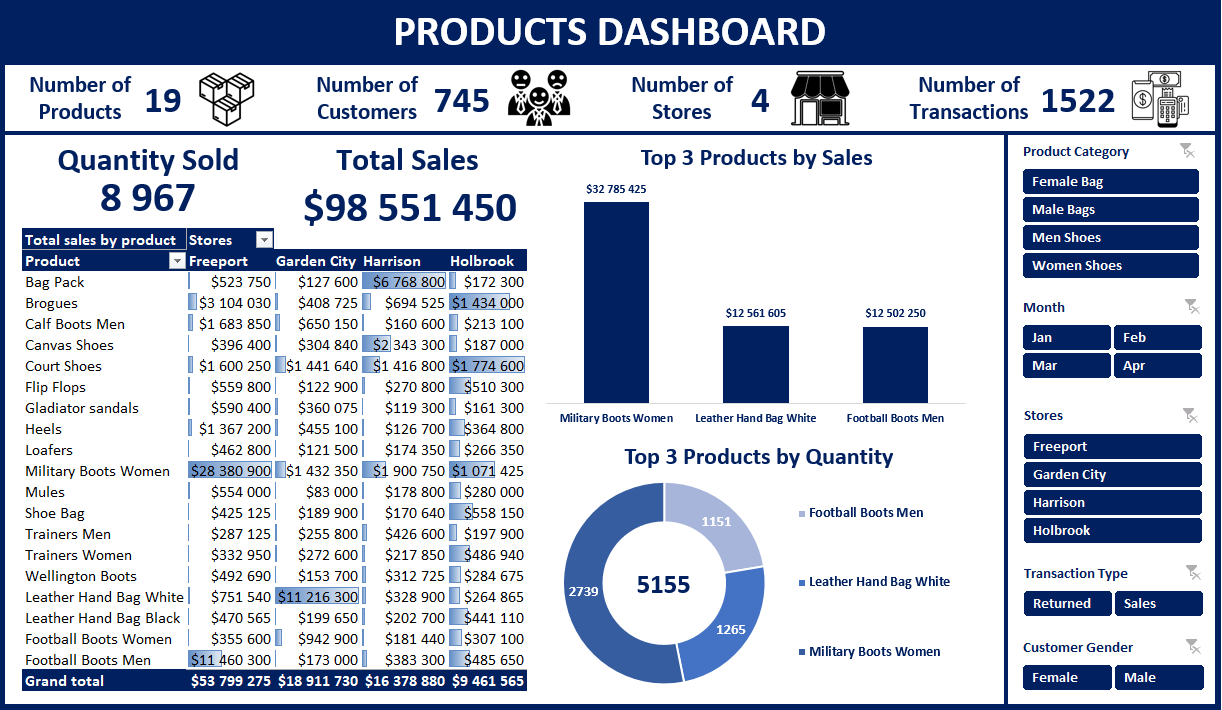 PRODUCTS DASHBOARD
Number of Products 19
Number of Customers 745
Number of Stores 4
Number of Transactions 1522
Quantity Sold
8 967
Total Sales
$98 551 450
Total sales by product Stores
Product Freeport Garden City Harrison Holbrook
Bag Pack $523 750 $127 600 $6 768 800 $172 300
Brogues $3 104 030 $408 725 $694 525 $1 434 000
Calf Boots Men $1 683 850 $650 150 $160 600 $213 100
Canvas Shoes $396 400 $304 840 $2 343 300 $187 000
Court Shoes $1 600 250 $1 441 640 $1 416 800 $1 774 600
Flip Flops $559 800 $122 900 $270 800 $510 300
Gladiator sandals $590 400 $360 075 $119 300 $161 300
Heels $1 367 200 $455 100 $126 700 $364 800
Loafers $462 800 $121 500 $174 350 $266 350
Military Boots Women $28 380 900 $1 432 350 $1 900 750 $1 071 425
Mules $554 000 $83 000 $178 800 $280 000
Shoe Bag $425 125 $189 900 $170 640 $558 150
Trainers Men $287 125 $255 800 $426 600 $197 900
Trainers Women $332 950 $272 600 $217 850 $486 940
Wellington Boots $492 690 $153 700 $312 725 $284 675
Leather Hand Bag White $751 540 $11 216 300 $328 900 $264 865
Leather Hand Bag Black $470 565 $199 650 $202 700 $441 110
Football Boots Women $355 600 $942 900 $181 440 $307 100
Football Boots Men $11 460 300 $173 000 $383 300 $485 650
Grand total $53 799 275 $18 911 730 $16 378 880 $9 461 565
Top 3 Products by Sales
$32 785 425
$12 561 605
$12 502 250
Military Boots Women
Leather Hand Bag White
Football Boots Men
Top 3 Products by Quantity
1151
1265
2739
5155
Football Boots Men
Leather Hand Bag White
Military Boots Women
Product Category
Female Bag
Male Bags
Men Shoes
Women Shoes
Month
Jan Feb
Mar Apr
Stores
Freeport
Garden City
Harrison
Holbrook
Transaction Type
Returned Sales
Customer Gender
Female Male